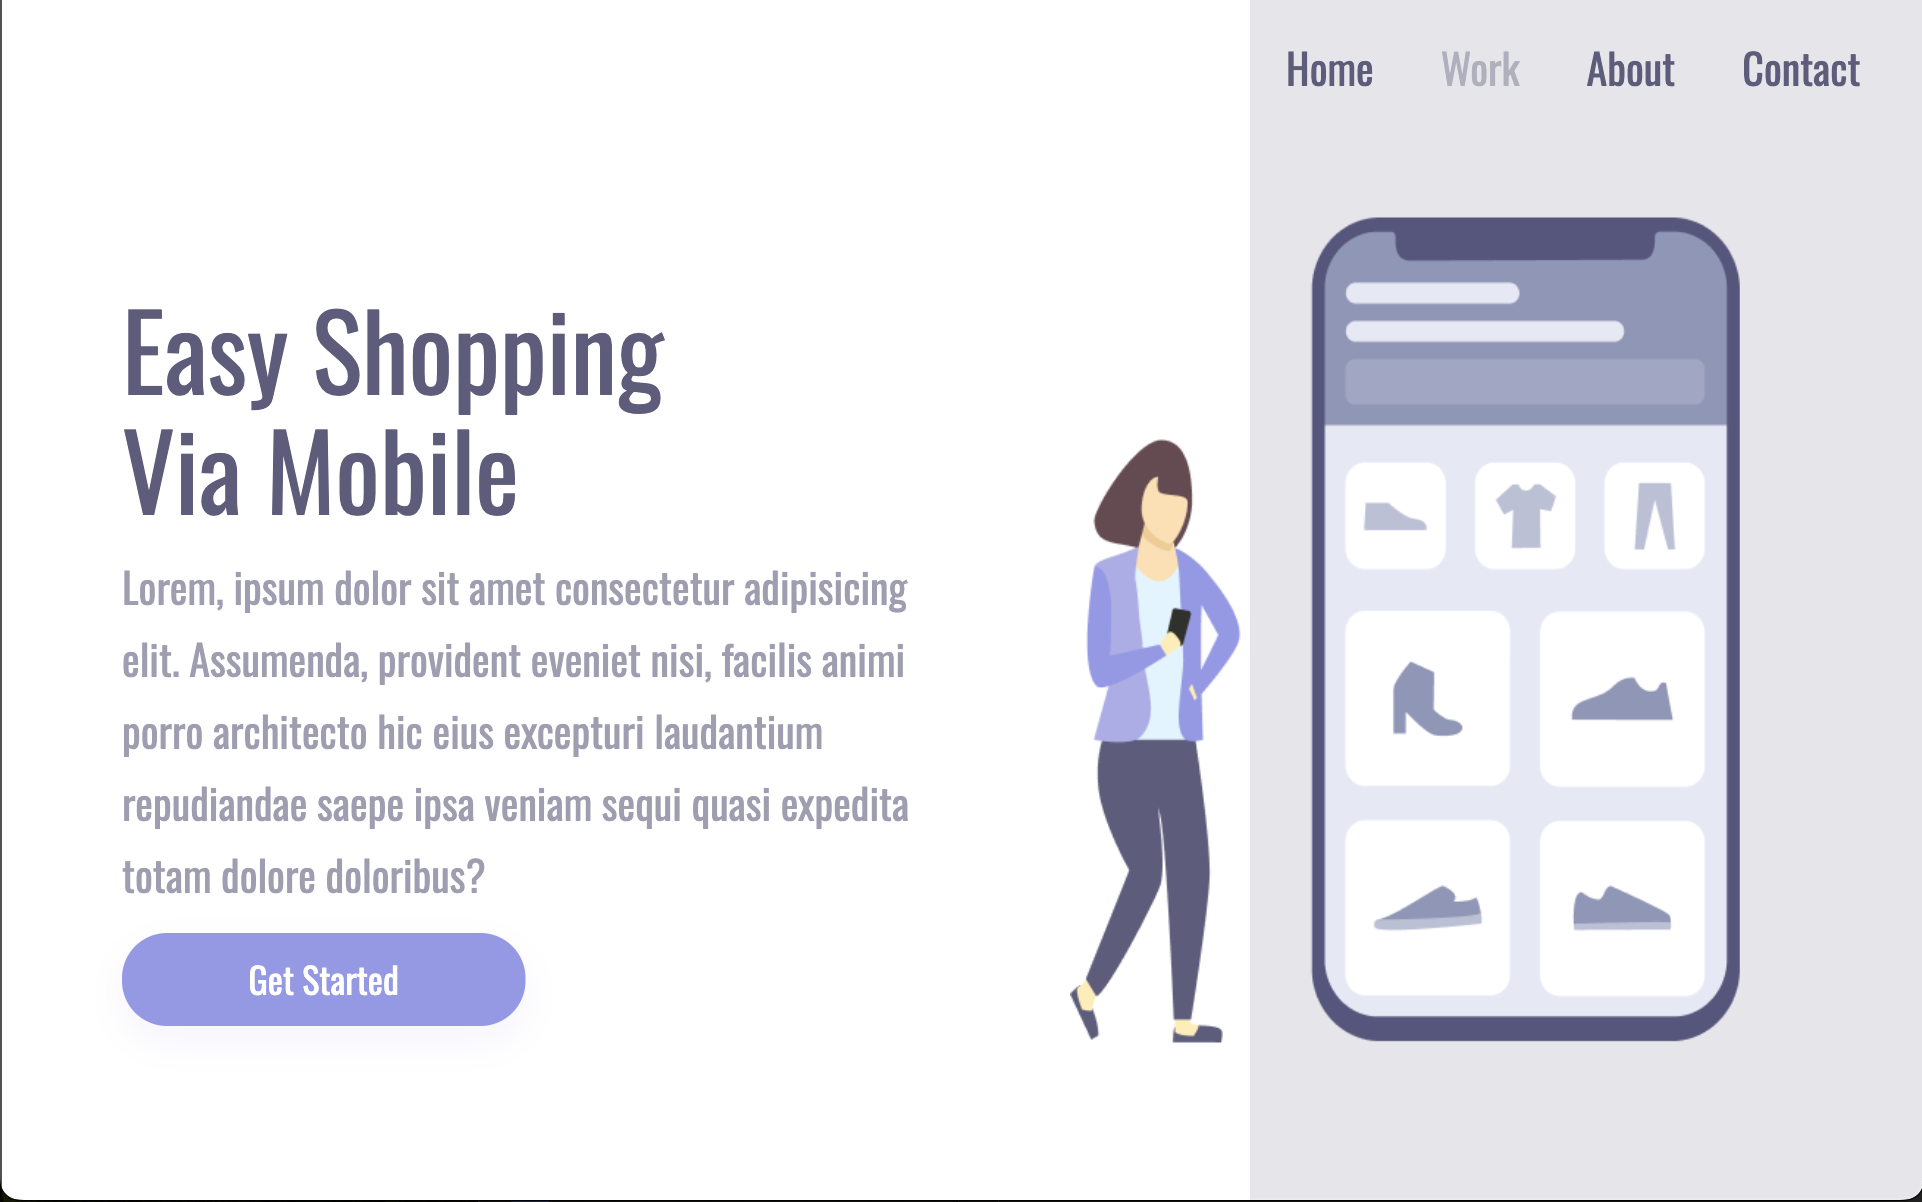 Home Work About Contact
Easy Shopping
Via Mobile
Lorem, ipsum dolor sit amet consectetur adipisicing
elit. Assumenda, provident eveniet nisi, facilis animi
porro architecto hic eius excepturi laudantium
repudiandae saepe ipsa veniam sequi quasi expedita
totam dolore doloribus?
Get Started